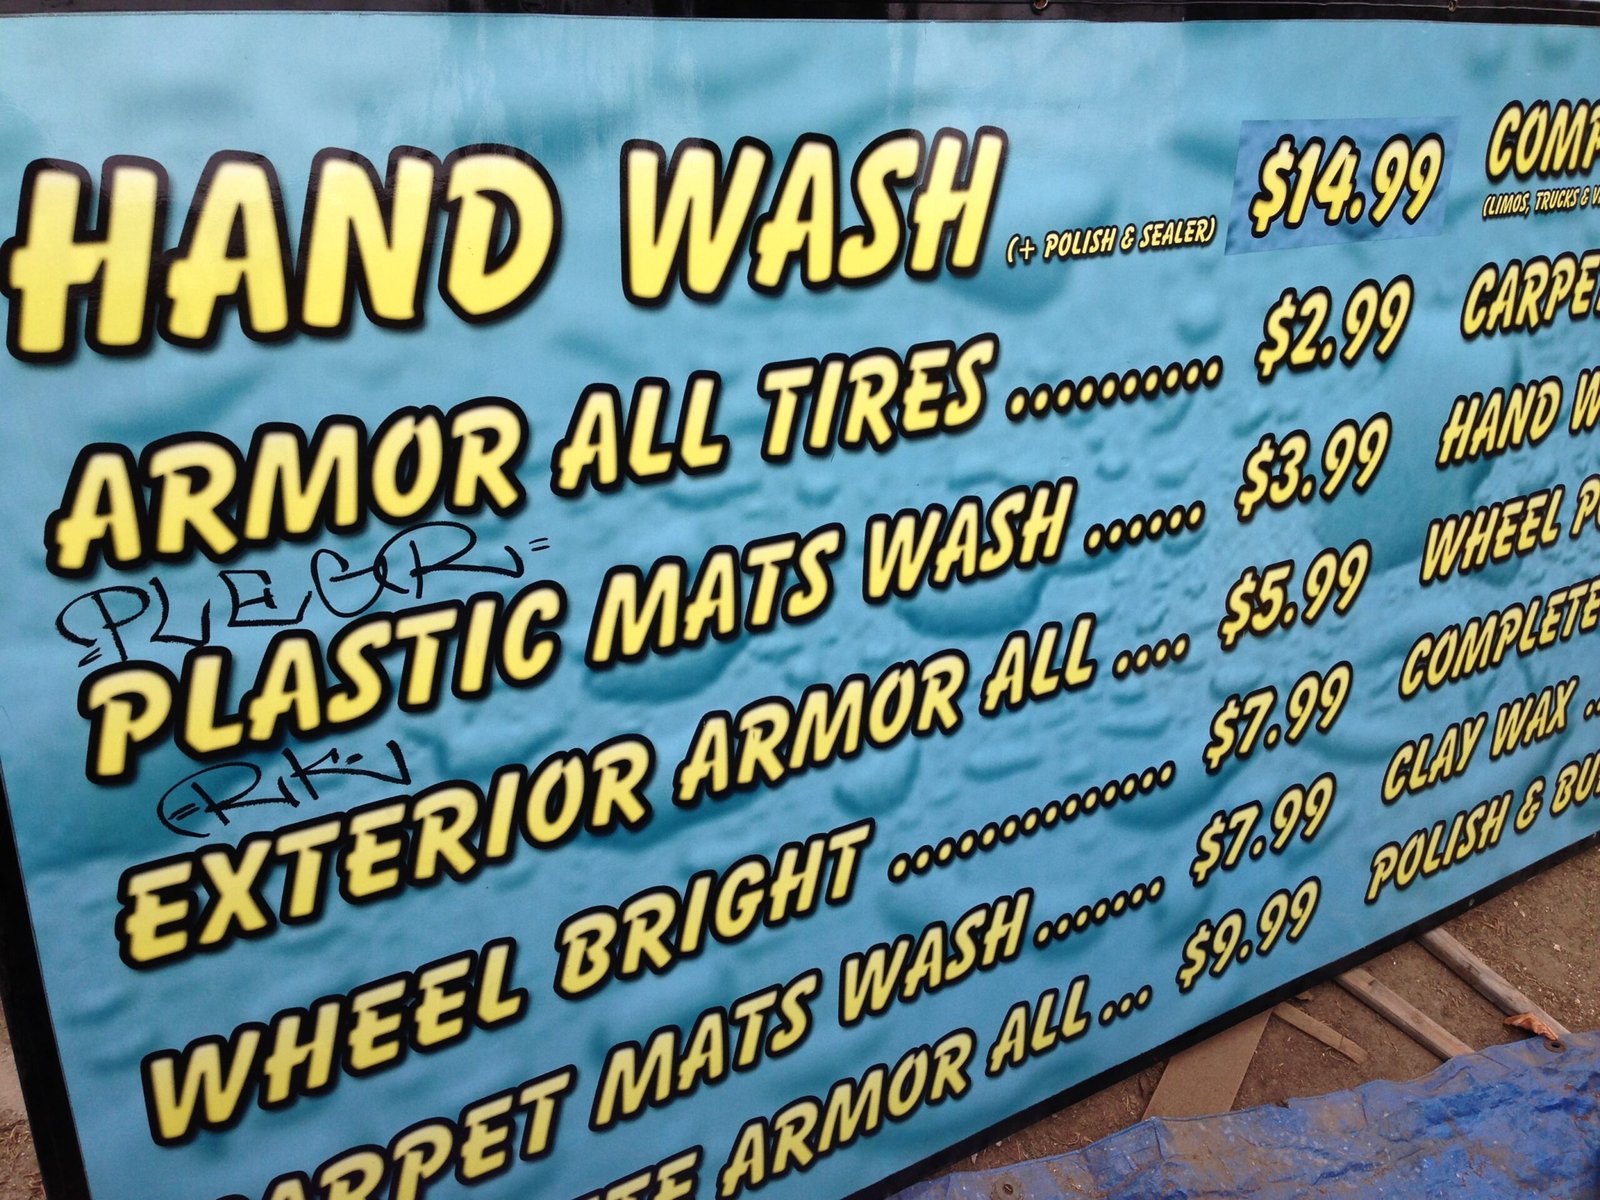 HAND WASH (+ POLISH & SEALER) $14.99
ARMOR ALL TIRES .......... $2.99
PLASTIC MATS WASH ...... $3.99
EXTERIOR ARMOR ALL .... $5.99
WHEEL BRIGHT ............. $7.99
CARPET MATS WASH ....... $7.99
ARMOR ALL ... $9.99
(LIMOS, TRUCKS &
HAND
WHEEL
COMPLETE
CLAY WAX ..
POLISH &